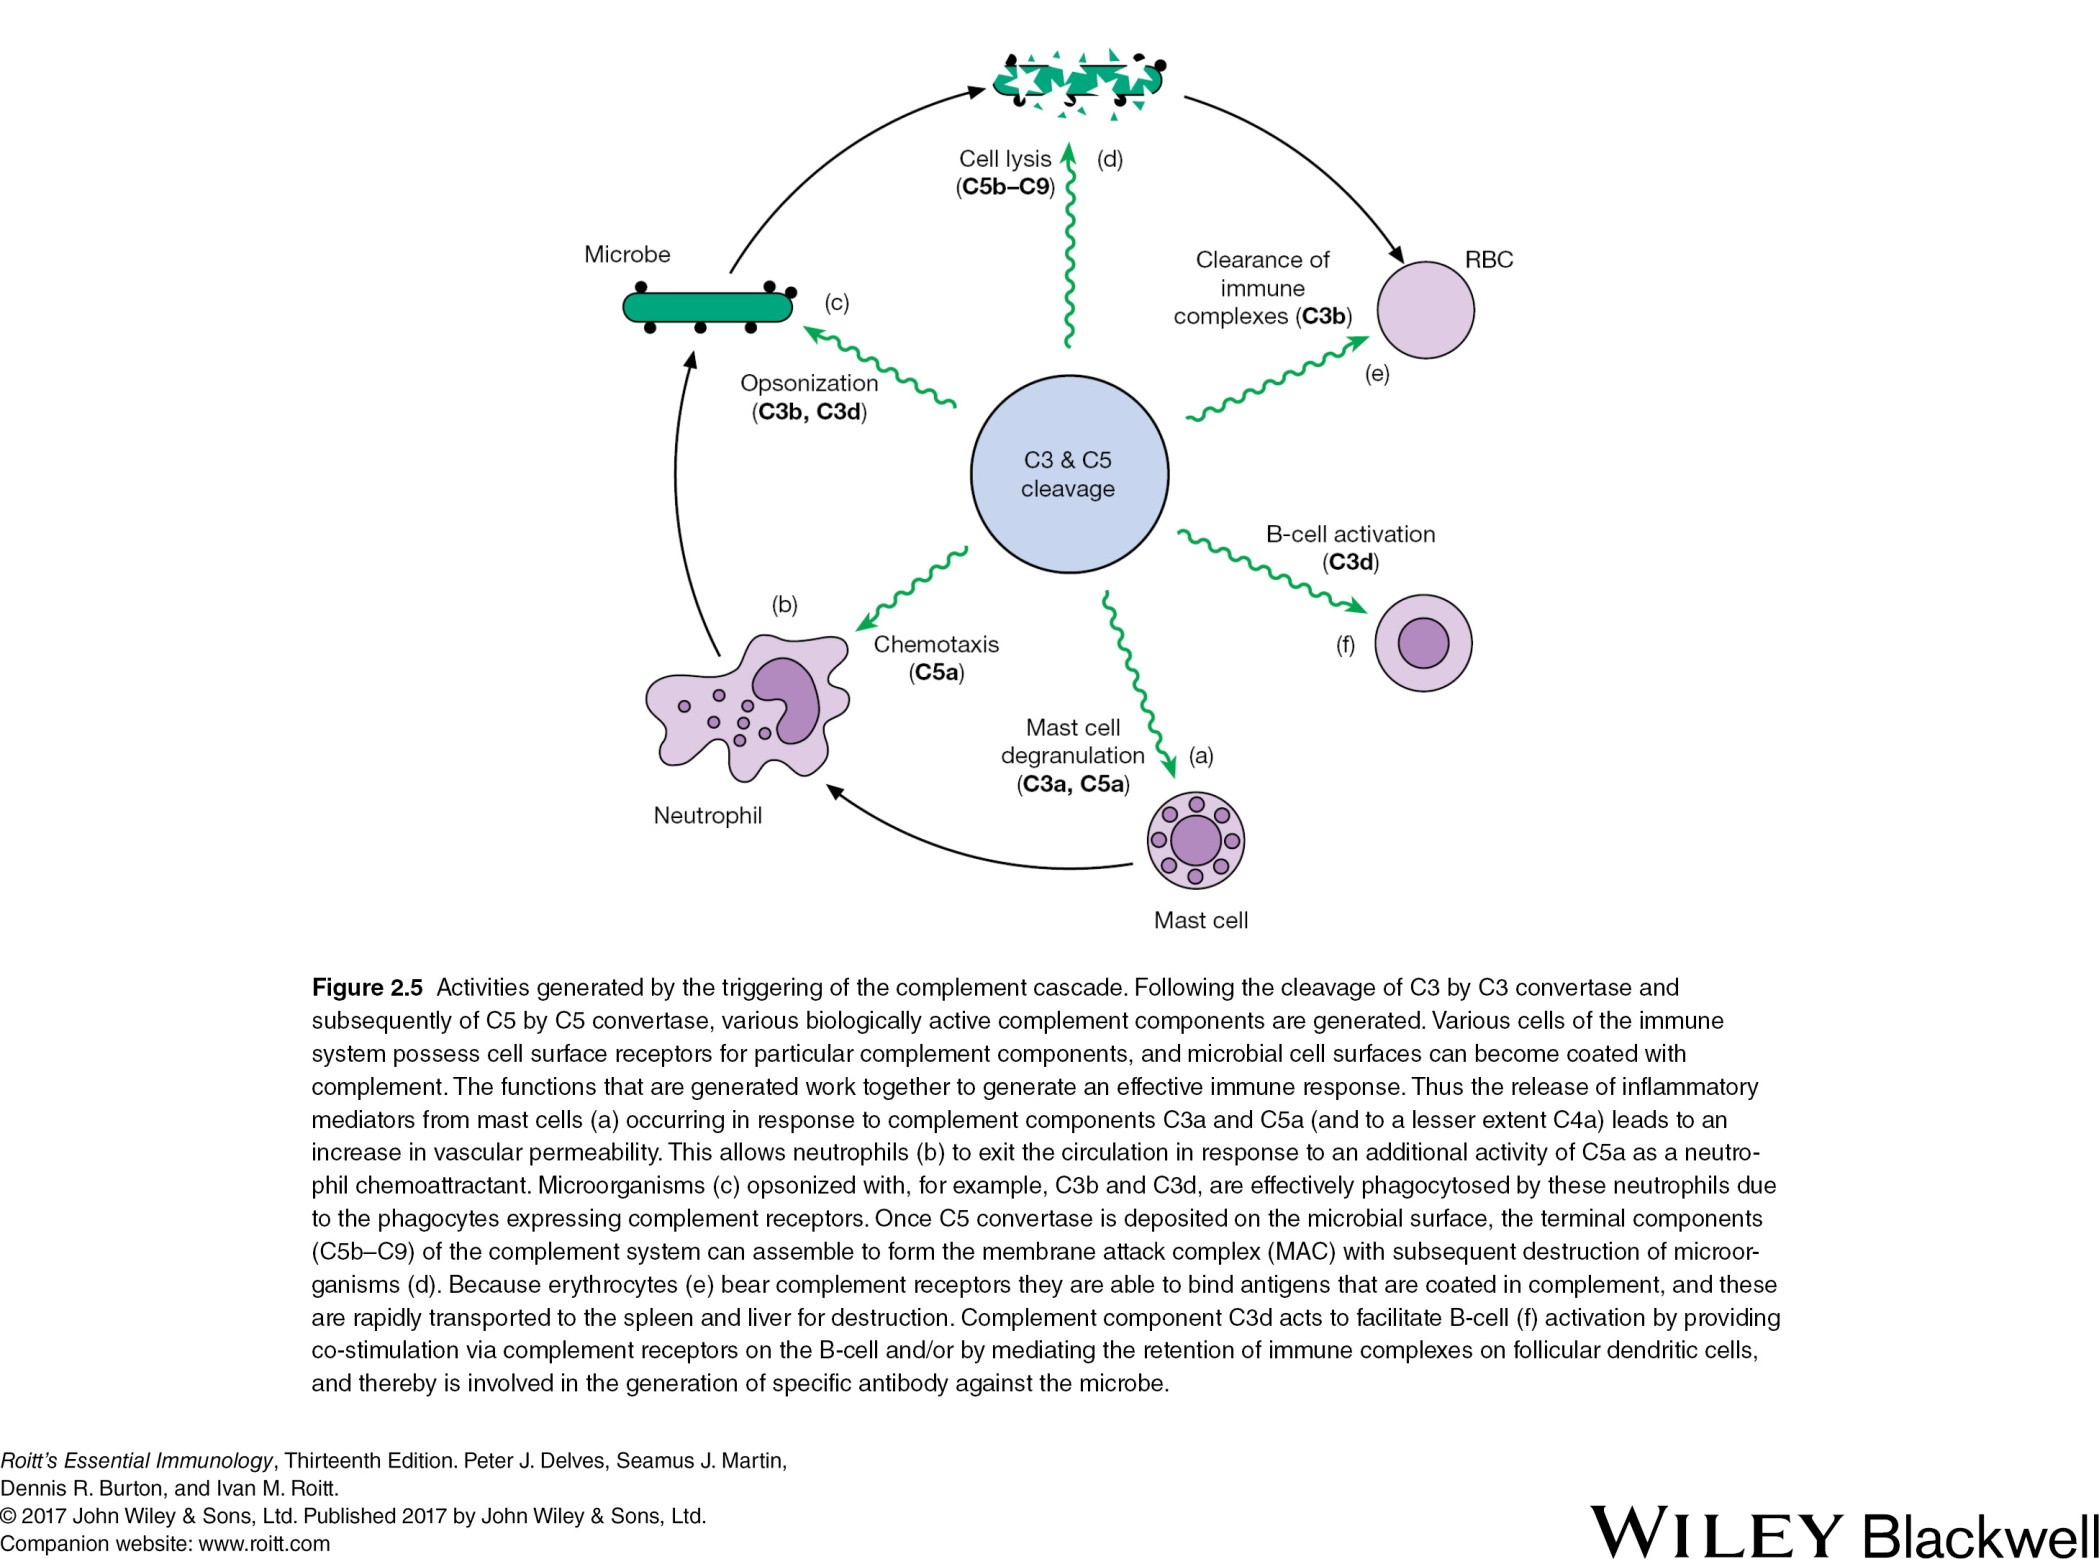 Cell lysis
(C5b–C9)
(d)
Microbe
(c)
Opsonization
(C3b, C3d)
Clearance of
immune
complexes (C3b)
RBC
(e)
C3 & C5
cleavage
B-cell activation
(C3d)
(f)
(b)
Chemotaxis
(C5a)
Neutrophil
Mast cell
degranulation
(C3a, C5a)
(a)
Mast cell
Figure 2.5 Activities generated by the triggering of the complement cascade. Following the cleavage of C3 by C3 convertase and
subsequently of C5 by C5 convertase, various biologically active complement components are generated. Various cells of the immune
system possess cell surface receptors for particular complement components, and microbial cell surfaces can become coated with
complement. The functions that are generated work together to generate an effective immune response. Thus the release of inflammatory
mediators from mast cells (a) occurring in response to complement components C3a and C5a (and to a lesser extent C4a) leads to an
increase in vascular permeability. This allows neutrophils (b) to exit the circulation in response to an additional activity of C5a as a neutro-
phil chemoattractant. Microorganisms (c) opsonized with, for example, C3b and C3d, are effectively phagocytosed by these neutrophils due
to the phagocytes expressing complement receptors. Once C5 convertase is deposited on the microbial surface, the terminal components
(C5b–C9) of the complement system can assemble to form the membrane attack complex (MAC) with subsequent destruction of microor-
ganisms (d). Because erythrocytes (e) bear complement receptors they are able to bind antigens that are coated in complement, and these
are rapidly transported to the spleen and liver for destruction. Complement component C3d acts to facilitate B-cell (f) activation by providing
co-stimulation via complement receptors on the B-cell and/or by mediating the retention of immune complexes on follicular dendritic cells,
and thereby is involved in the generation of specific antibody against the microbe.
Roitt's Essential Immunology, Thirteenth Edition. Peter J. Delves, Seamus J. Martin,
Dennis R. Burton, and Ivan M. Roitt.
© 2017 John Wiley & Sons, Ltd. Published 2017 by John Wiley & Sons, Ltd.
Companion website: www.roitt.com
WILEY Blackwell